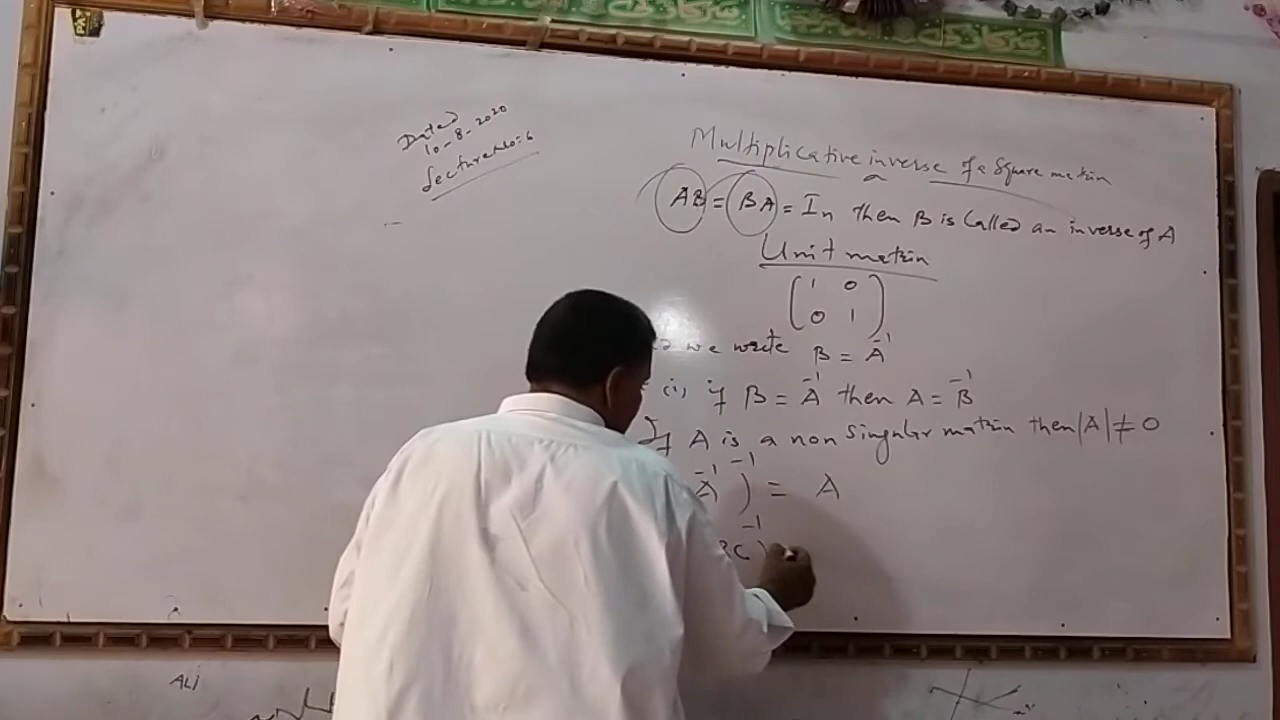 Dated
10-8-2020
Lecture No: 6
Multiplicative inverse of a Square matrix
AB = BA = In then B is Called an inverse of A
Unit matrix
( 1 0
0 1 )
we write B = A⁻¹
(i) if B = A⁻¹ then A = B⁻¹
If A is a non Singular matrix then |A| ≠ 0
A⁻¹)⁻¹ = A
BC)⁻¹
ALI